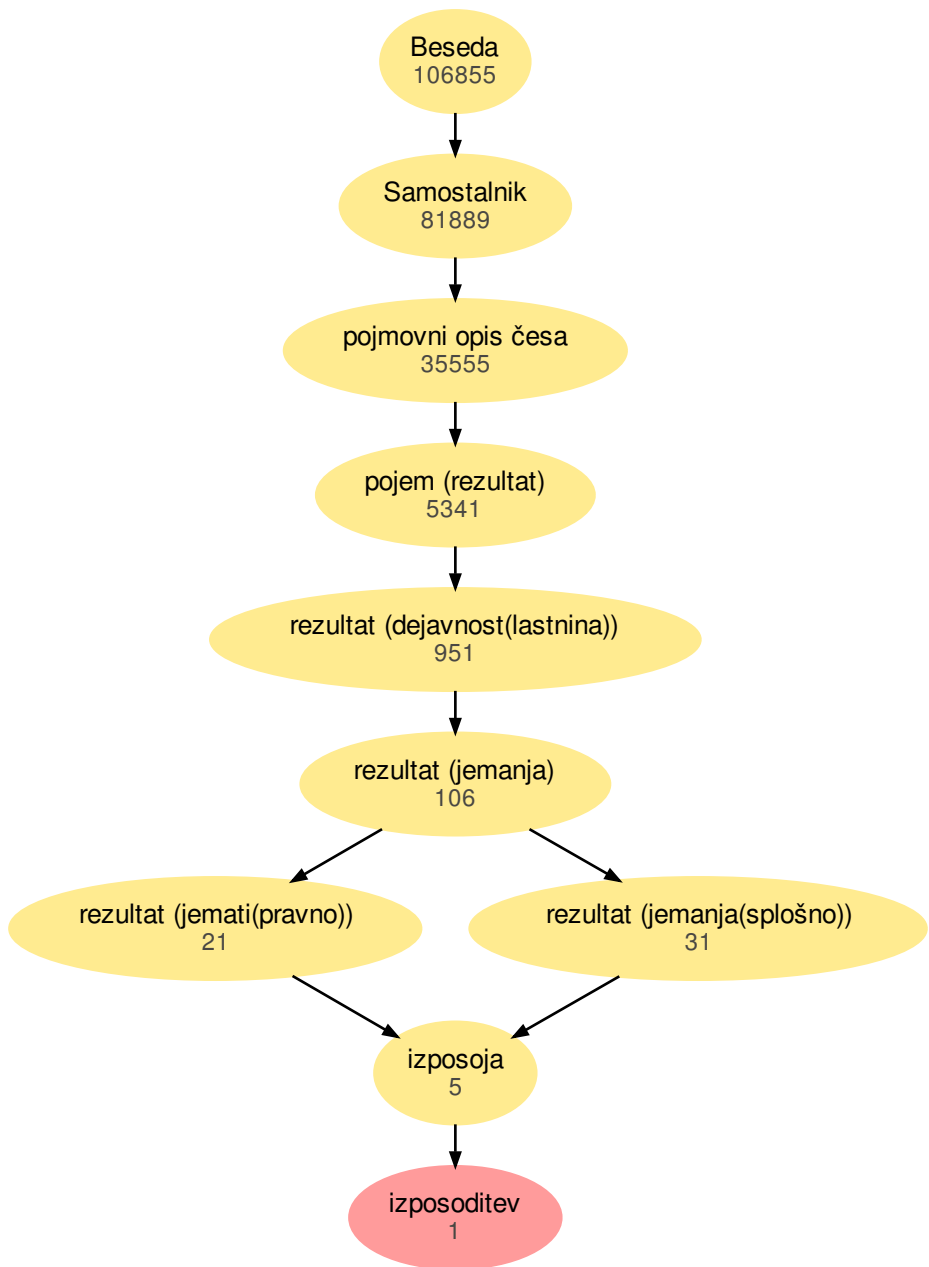 Beseda
106855
Samostalnik
81889
pojmovni opis česa
35555
pojem (rezultat)
5341
rezultat (dejavnost(lastnina))
951
rezultat (jemanja)
106
rezultat (jemati(pravno))
21
rezultat (jemanja(splošno))
31
izposoja
5
izposoditev
1